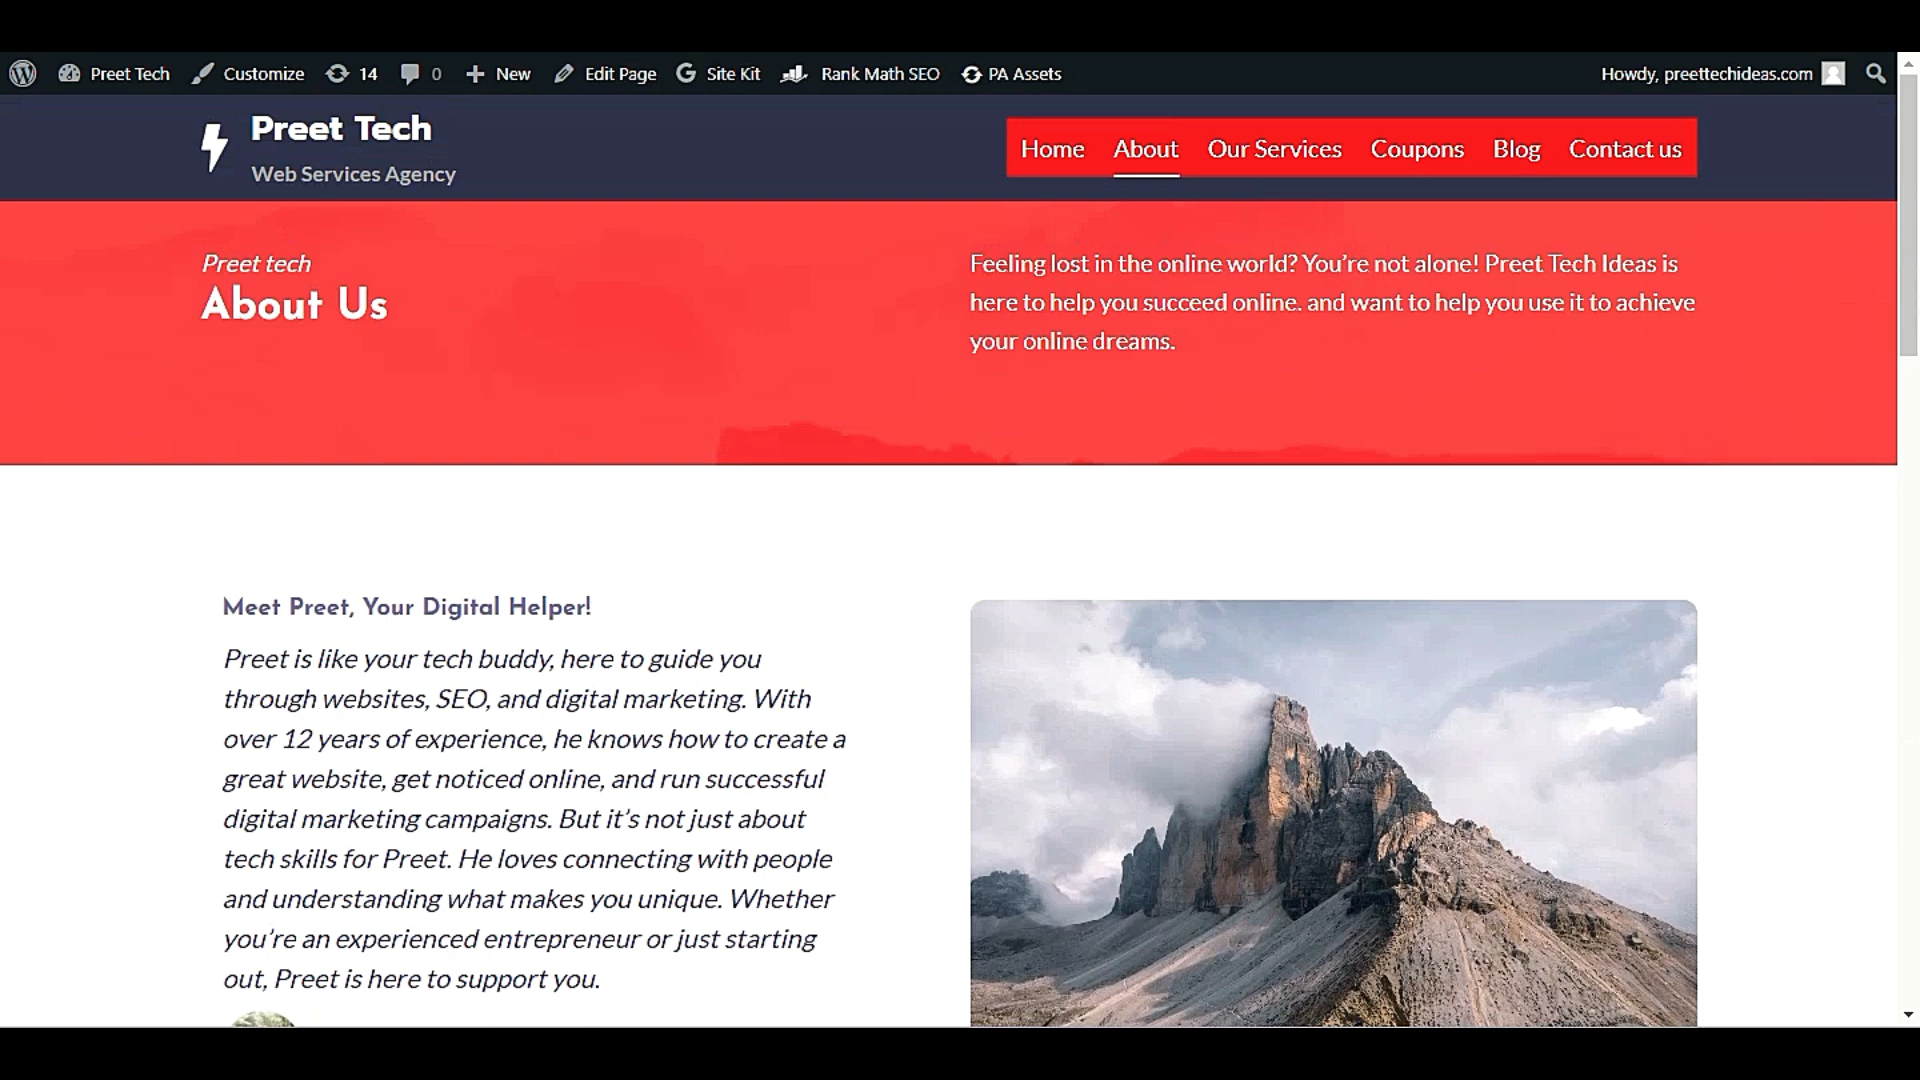 Preet Tech Customize 14 0 New Edit Page Site Kit Rank Math SEO PA Assets Howdy, preettechideas.com
Preet Tech
Web Services Agency
Home About Our Services Coupons Blog Contact us
Preet tech
About Us
Feeling lost in the online world? You’re not alone! Preet Tech Ideas is
here to help you succeed online. and want to help you use it to achieve
your online dreams.
Meet Preet, Your Digital Helper!
Preet is like your tech buddy, here to guide you
through websites, SEO, and digital marketing. With
over 12 years of experience, he knows how to create a
great website, get noticed online, and run successful
digital marketing campaigns. But it’s not just about
tech skills for Preet. He loves connecting with people
and understanding what makes you unique. Whether
you’re an experienced entrepreneur or just starting
out, Preet is here to support you.